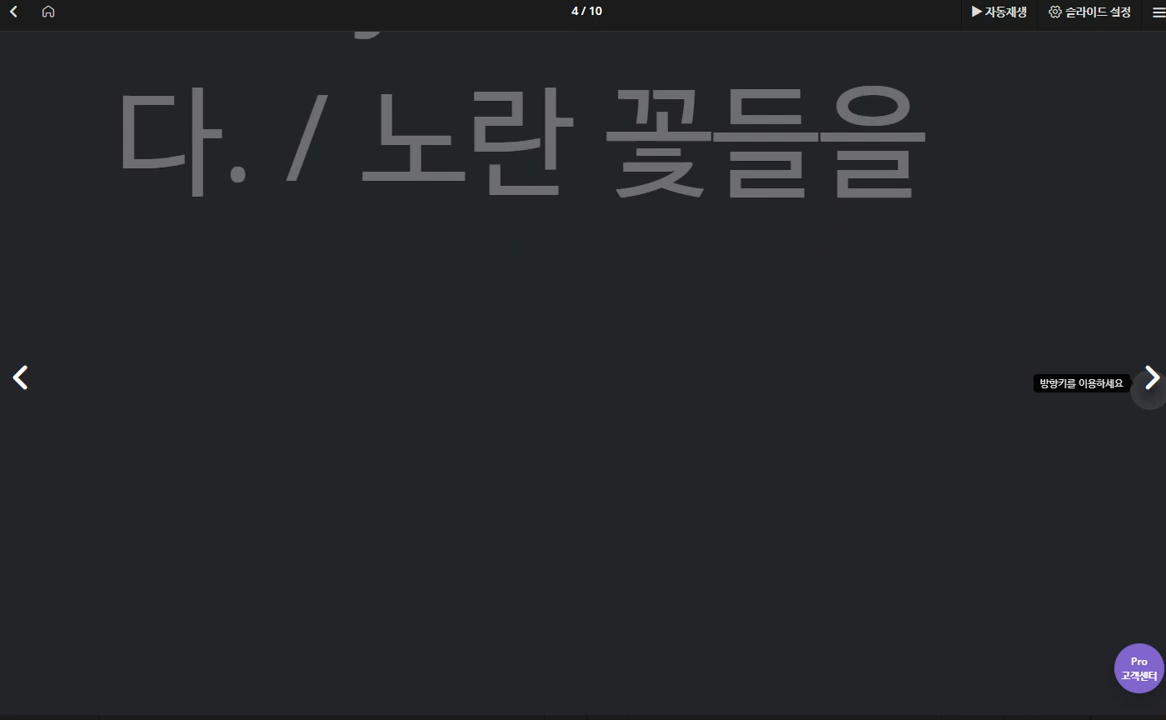 4 / 10
▶ 자동재생
슬라이드 설정
다. / 노란 꽃들을
방향키를 이용하세요
Pro
고객센터